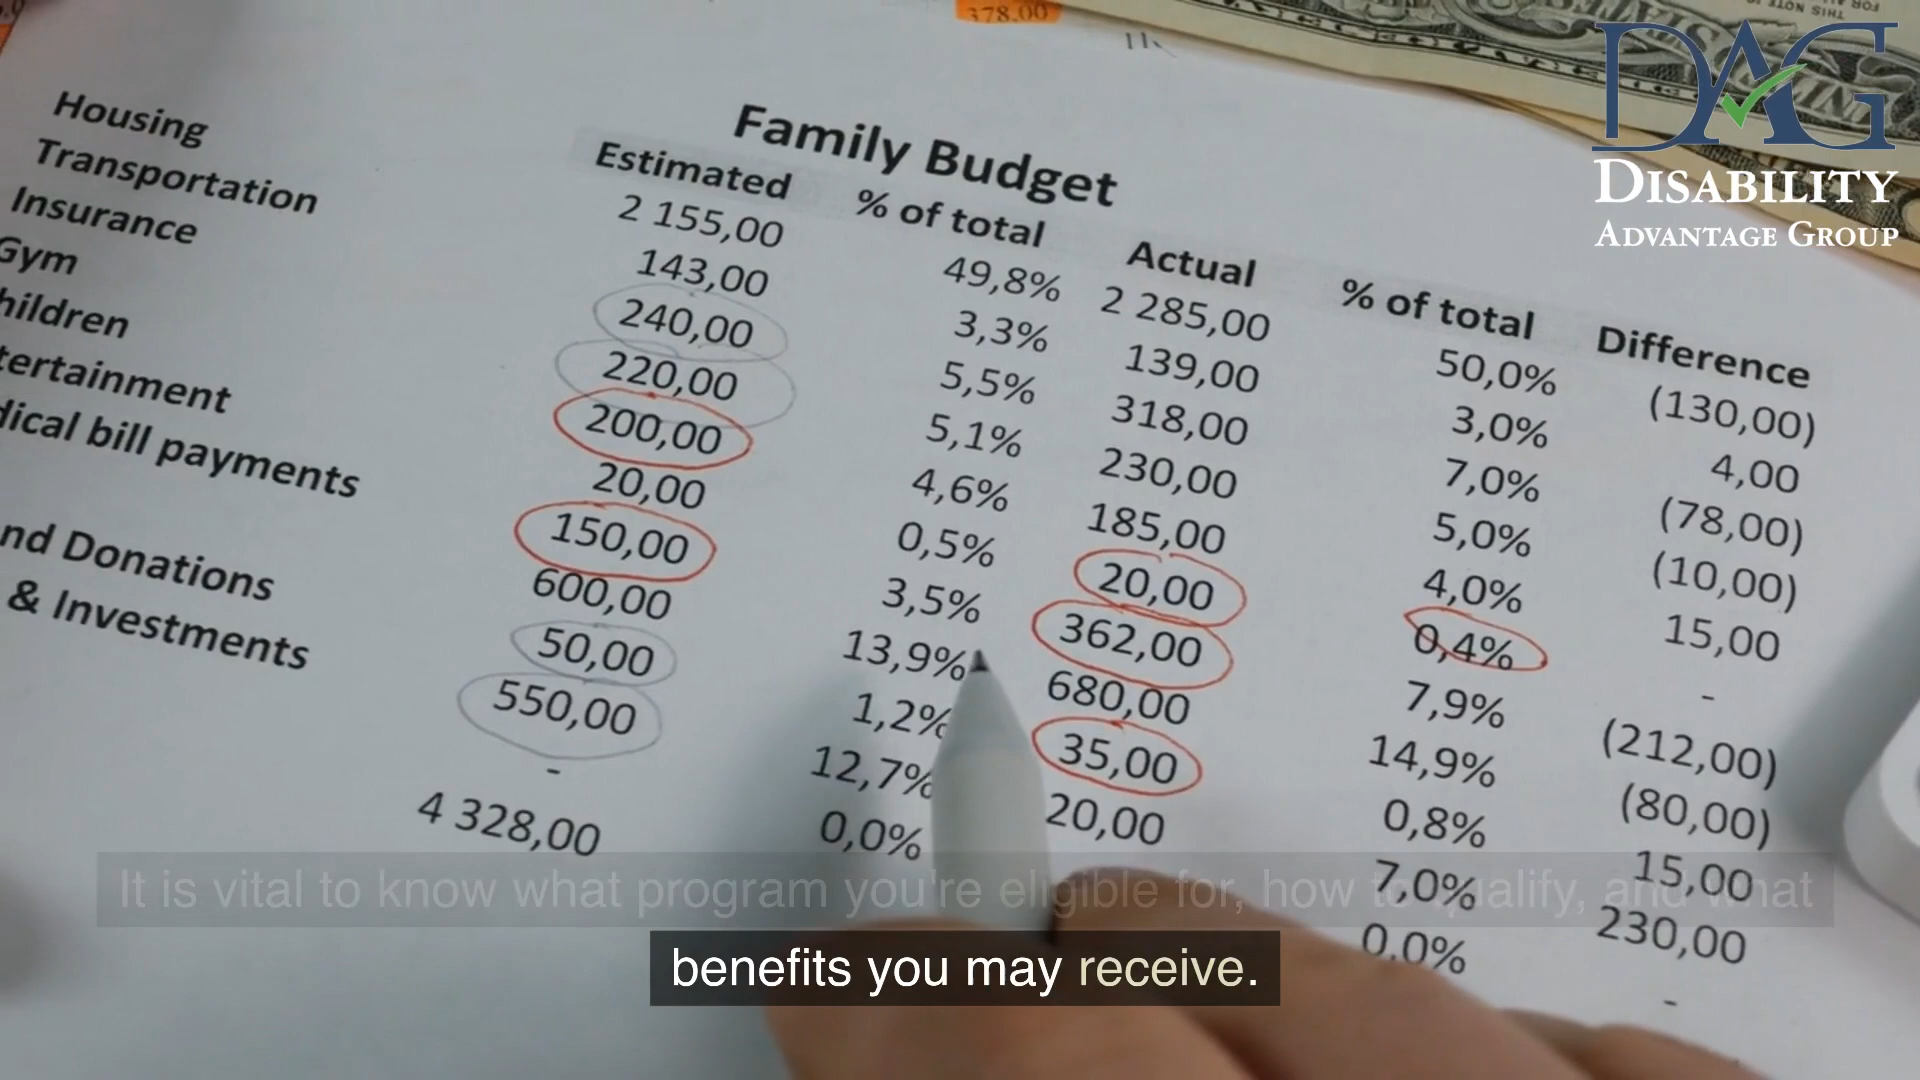 378.00
FOR
THIS NOTE IS
DAG
DISABILITY
ADVANTAGE GROUP
Family Budget
Estimated % of total Actual % of total Difference
Housing 2 155,00 49,8% 2 285,00 50,0% (130,00)
Transportation 143,00 3,3% 139,00 3,0% 4,00
Insurance 240,00 5,5% 318,00 7,0% (78,00)
Gym 220,00 5,1% 230,00 5,0% (10,00)
hildren 200,00 4,6% 185,00 4,0% 15,00
tertainment 20,00 0,5% 20,00 0,4% -
dical bill payments 150,00 3,5% 362,00 7,9% (212,00)
600,00 13,9% 680,00 14,9% (80,00)
nd Donations 50,00 1,2% 35,00 0,8% 15,00
& Investments 550,00 12,7% 20,00 7,0% 230,00
- 0,0% 0,0% -
4 328,00
It is vital to know what program you're eligible for, how to qualify, and what
benefits you may receive.